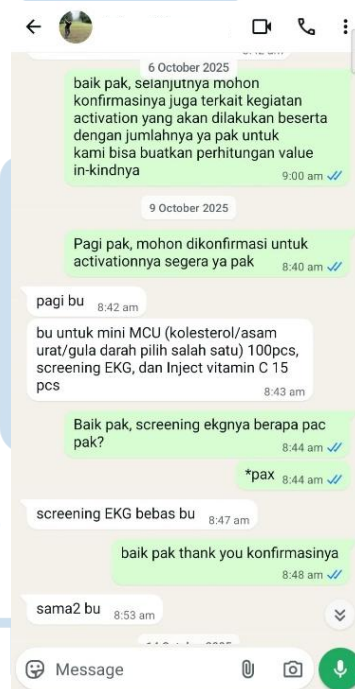 6 October 2025
baik pak, selanjutnya mohon
konfirmasinya juga terkait kegiatan
activation yang akan dilakukan beserta
dengan jumlahnya ya pak untuk
kami bisa buatkan perhitungan value
in-kindnya
9:00 am
9 October 2025
Pagi pak, mohon dikonfirmasi untuk
activationnya segera ya pak
8:40 am
pagi bu
8:42 am
bu untuk mini MCU (kolesterol/asam
urat/gula darah pilih salah satu) 100pcs,
screening EKG, dan Inject vitamin C 15
pcs
8:43 am
Baik pak, screening ekgnya berapa pac
pak?
8:44 am
*pax
8:44 am
screening EKG bebas bu
8:47 am
baik pak thank you konfirmasinya
8:48 am
sama2 bu
8:53 am
Message